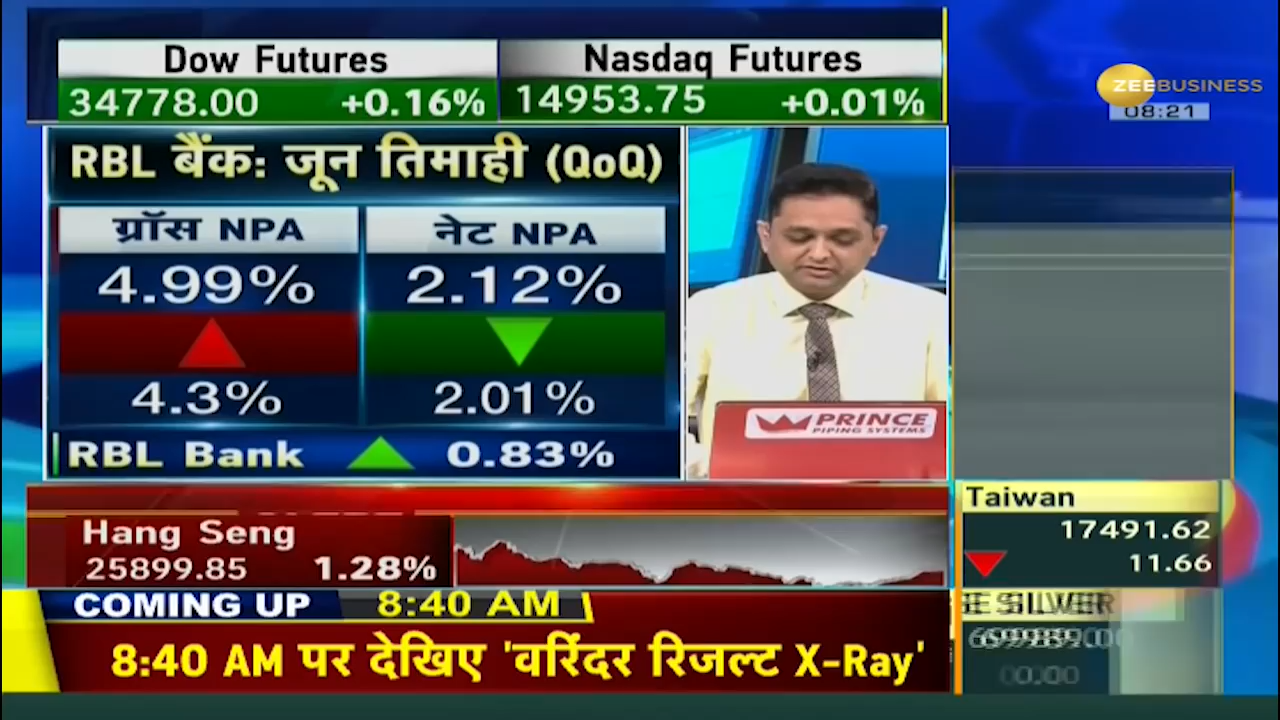 Dow Futures
34778.00 +0.16%
Nasdaq Futures
14953.75 +0.01%
ZEEBUSINESS
08:21
RBL बैंक: जून तिमाही (QoQ)
ग्रॉस NPA
4.99%
4.3%
नेट NPA
2.12%
2.01%
RBL Bank 0.83%
PRINCE
PIPING SYSTEMS
Hang Seng
25899.85 1.28%
Taiwan
17491.62
11.66
SILVER
COMING UP 8:40 AM
8:40 AM पर देखिए 'वरिंदर रिजल्ट X-Ray'